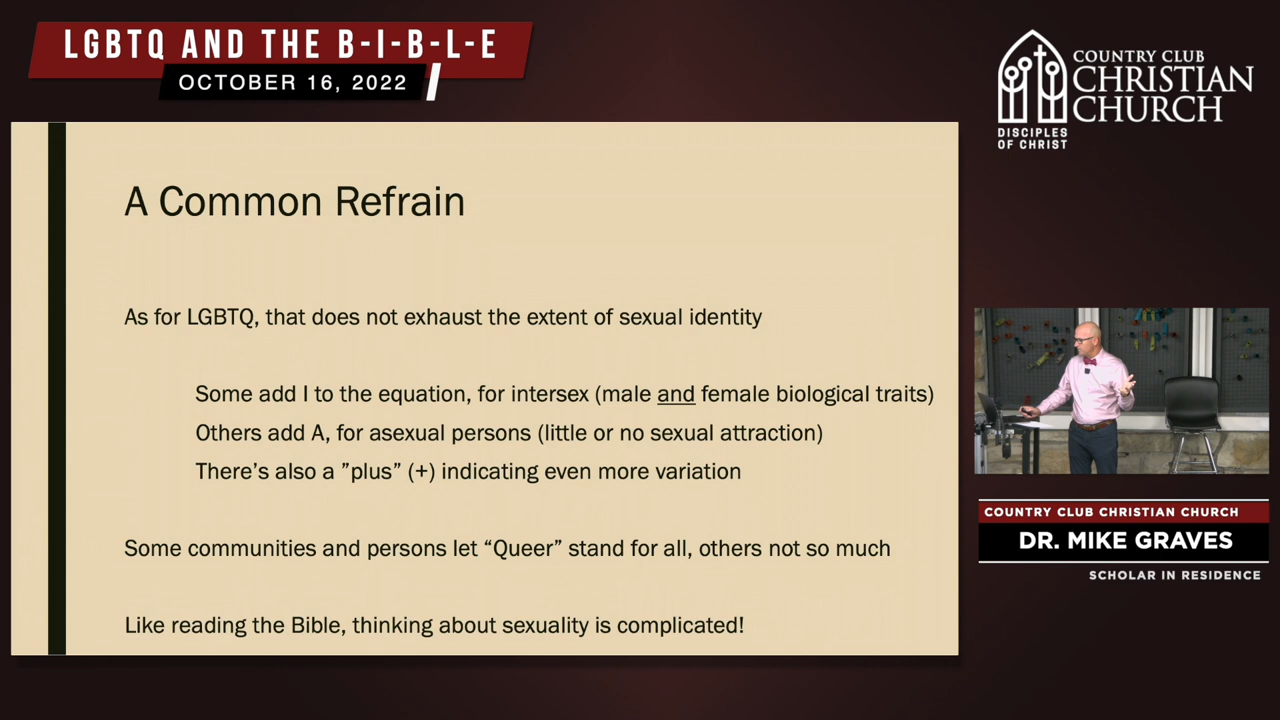 LGBTQ AND THE B-I-B-L-E
OCTOBER 16, 2022
COUNTRY CLUB
CHRISTIAN
CHURCH
DISCIPLES
OF CHRIST
A Common Refrain
As for LGBTQ, that does not exhaust the extent of sexual identity
Some add I to the equation, for intersex (male and female biological traits)
Others add A, for asexual persons (little or no sexual attraction)
There’s also a ”plus” (+) indicating even more variation
Some communities and persons let “Queer” stand for all, others not so much
Like reading the Bible, thinking about sexuality is complicated!
COUNTRY CLUB CHRISTIAN CHURCH
DR. MIKE GRAVES
SCHOLAR IN RESIDENCE